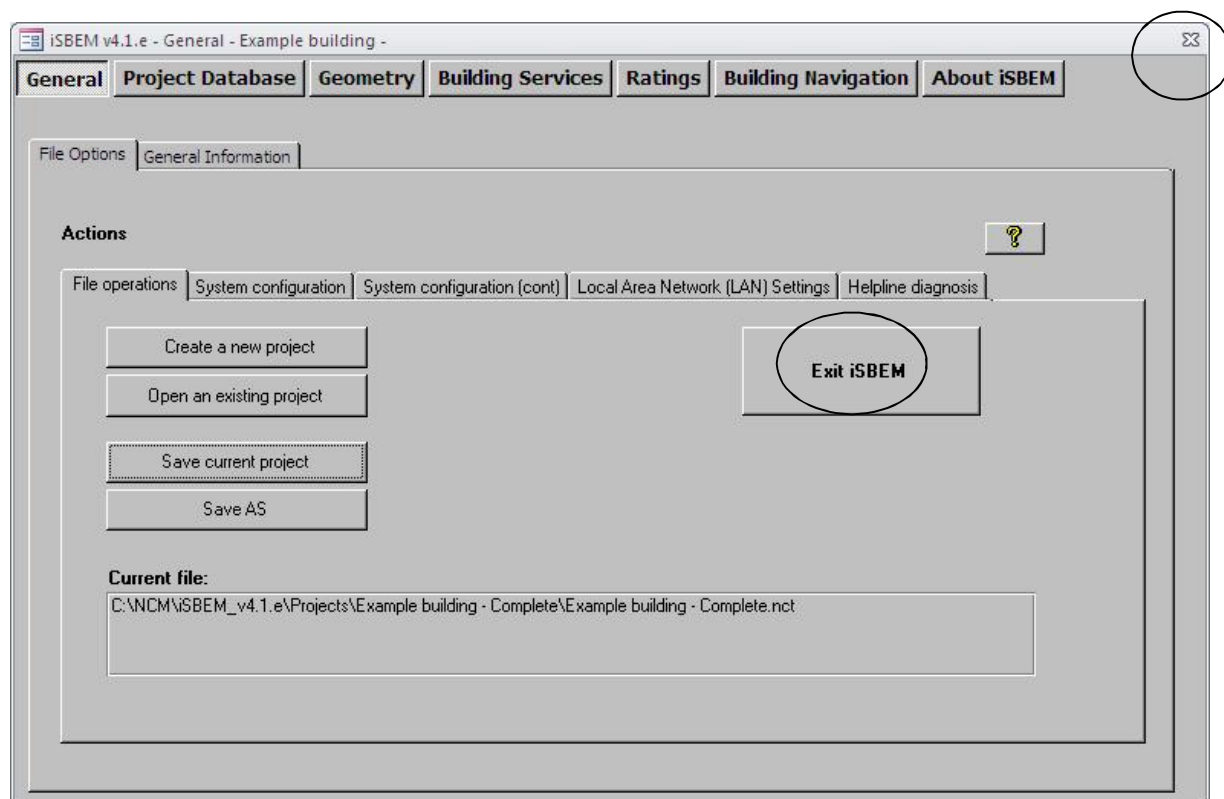 iSBEM v4.1.e - General - Example building -
General Project Database Geometry Building Services Ratings Building Navigation About iSBEM
File Options General Information
Actions
?
File operations System configuration System configuration (cont) Local Area Network (LAN) Settings Helpline diagnosis
Create a new project
Exit iSBEM
Open an existing project
Save current project
Save AS
Current file:
C:\NCM\iSBEM_v4.1.e\Projects\Example building - Complete\Example building - Complete.nct